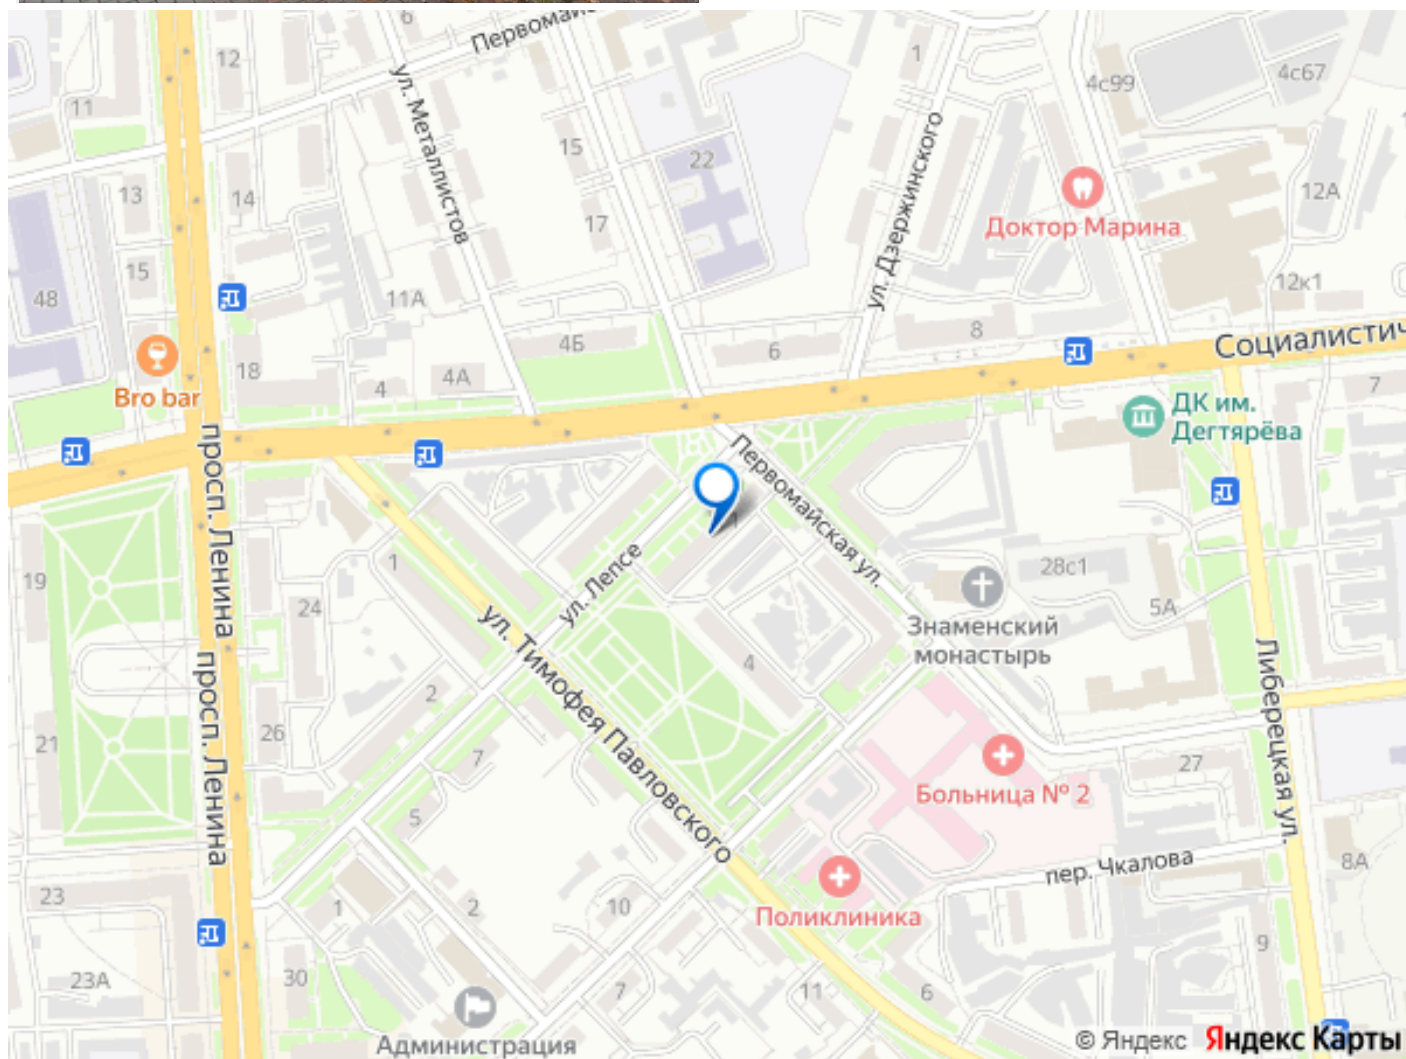 6
Первомайс
12
ул. Металлистов
1
4с99
4с67
11
15
22
ул. Дзержинского
13
14
17
12А
Доктор Марина
15
48
11А
12к1
4Б
6
8
Социалистич
18
4
4А
7
Bro bar
ДК им.
Дегтярёва
просп. Ленина
Первомайская ул.
1
ул. Лепсе
19
24
28с1
5А
ул. Тимофея Павловского
Знаменский
монастырь
4
2
просп. Ленина
Либерецкая ул.
21
26
7
27
Больница № 2
5
пер. Чкалова
8А
23
1
2
10
Поликлиника
9
23А
30
7
11
6
Администрация
© Яндекс Яндекс Карты